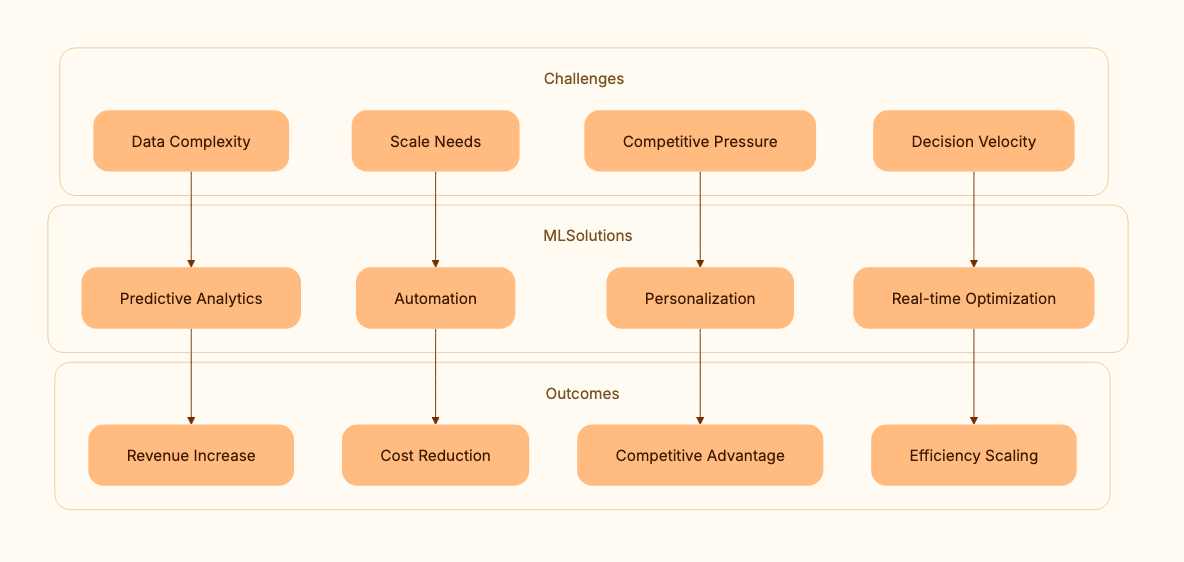 Challenges
Data Complexity
Scale Needs
Competitive Pressure
Decision Velocity
MLSolutions
Predictive Analytics
Automation
Personalization
Real-time Optimization
Outcomes
Revenue Increase
Cost Reduction
Competitive Advantage
Efficiency Scaling